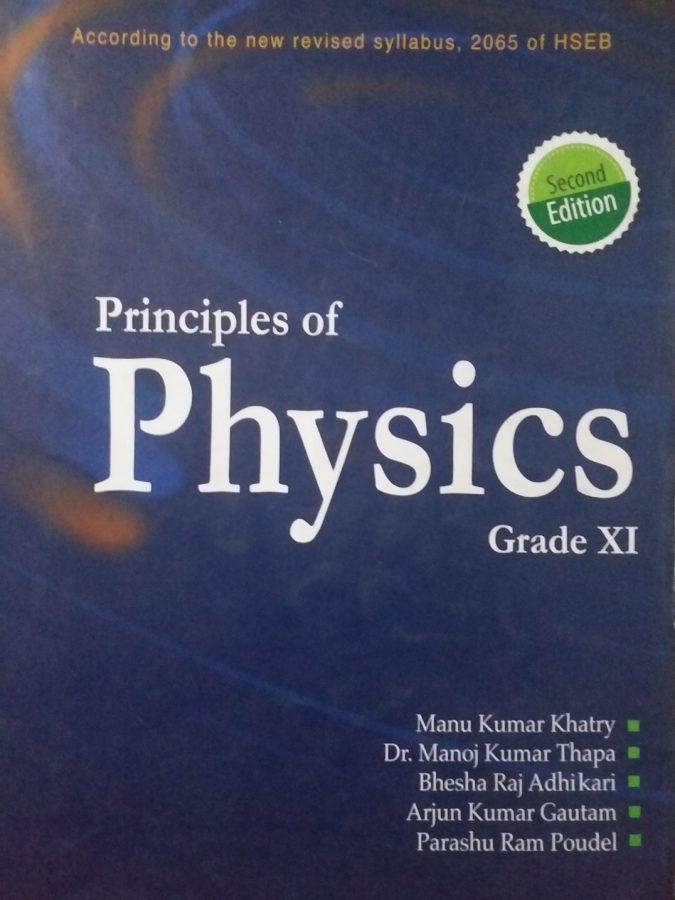 According to the new revised syllabus, 2065 of HSEB
Second
Edition
Principles of
Physics
Grade XI
Manu Kumar Khatry
Dr. Manoj Kumar Thapa
Bhesha Raj Adhikari
Arjun Kumar Gautam
Parashu Ram Poudel